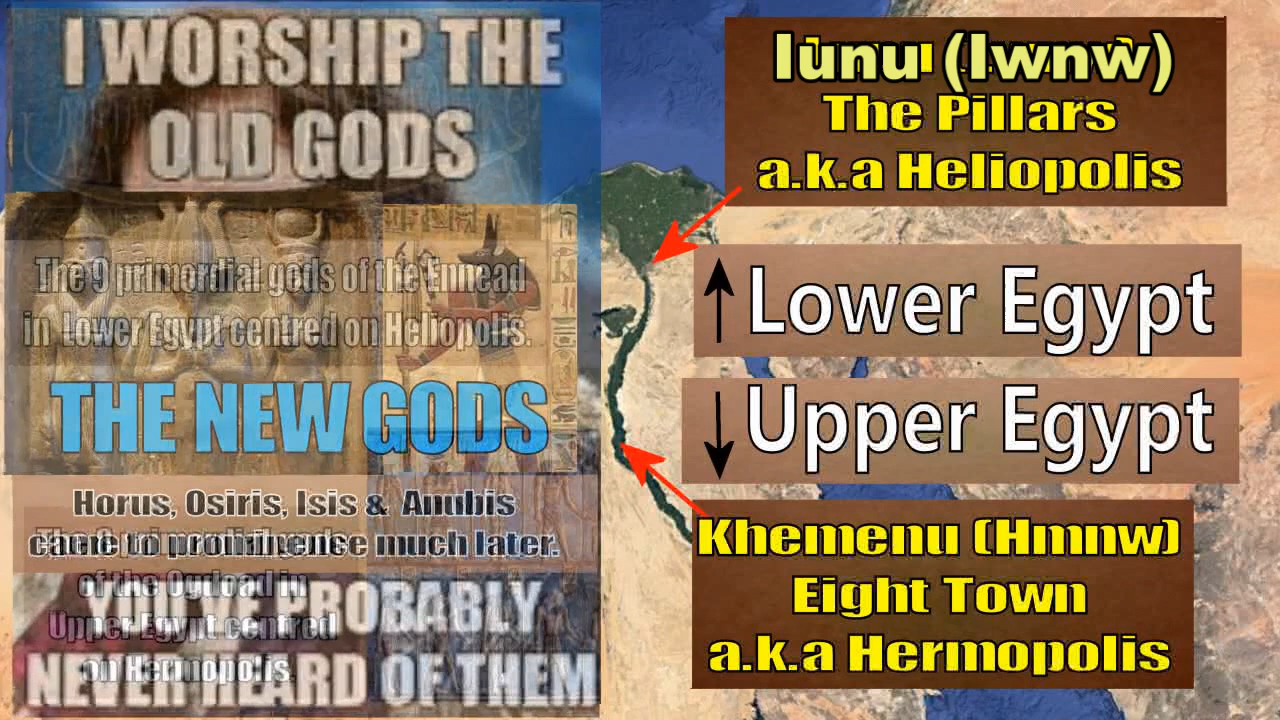 I WORSHIP THE
OLD GODS
The 9 primordial gods of the Ennead
in Lower Egypt centred on Heliopolis.
THE NEW GODS
Horus, Osiris, Isis & Anubis
came to prominence much later.
of the Ogdoad in
Upper Egypt centred
on Hermopolis.
YOU'VE PROBABLY
NEVER HEARD OF THEM
Iunu (Iwnw)
The Pillars
a.k.a Heliopolis
Lower Egypt
Upper Egypt
Khemenu (Hmnw)
Eight Town
a.k.a Hermopolis